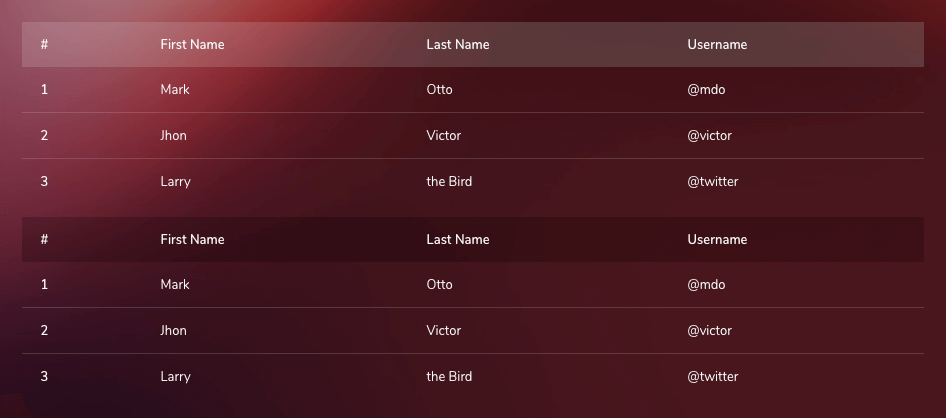 # First Name Last Name Username
1 Mark Otto @mdo
2 Jhon Victor @victor
3 Larry the Bird @twitter
# First Name Last Name Username
1 Mark Otto @mdo
2 Jhon Victor @victor
3 Larry the Bird @twitter